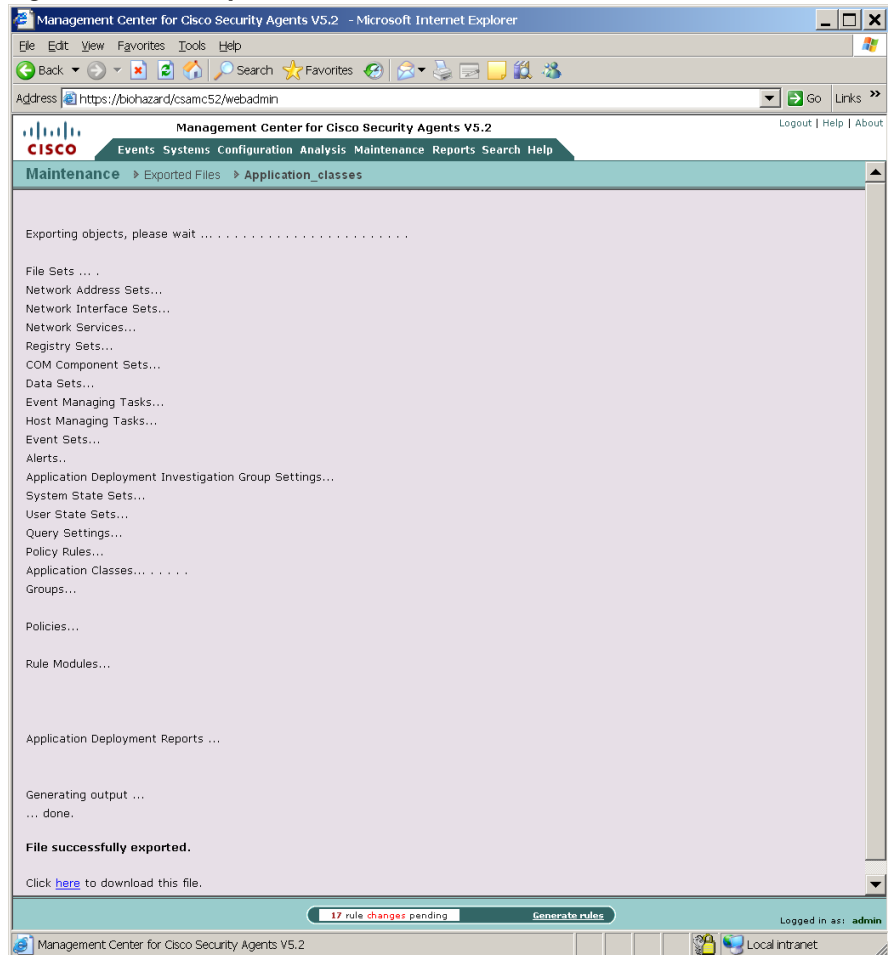 Management Center for Cisco Security Agents V5.2 - Microsoft Internet Explorer
File Edit View Favorites Tools Help
Back Search Favorites
Address https://biohazard/csamc52/webadmin Go Links »
Management Center for Cisco Security Agents V5.2 Logout | Help | About
CISCO Events Systems Configuration Analysis Maintenance Reports Search Help
Maintenance Exported Files Application_classes
Exporting objects, please wait ... . . . . . . . . . . . . . . . . . . . . . . .
File Sets ... .
Network Address Sets...
Network Interface Sets...
Network Services...
Registry Sets...
COM Component Sets...
Data Sets...
Event Managing Tasks...
Host Managing Tasks...
Event Sets...
Alerts..
Application Deployment Investigation Group Settings...
System State Sets...
User State Sets...
Query Settings...
Policy Rules...
Application Classes... . . . . .
Groups...
Policies...
Rule Modules...
Application Deployment Reports ...
Generating output ...
... done.
File successfully exported.
Click here to download this file.
17 rule changes pending Generate rules Logged in as: admin
Management Center for Cisco Security Agents V5.2 Local intranet